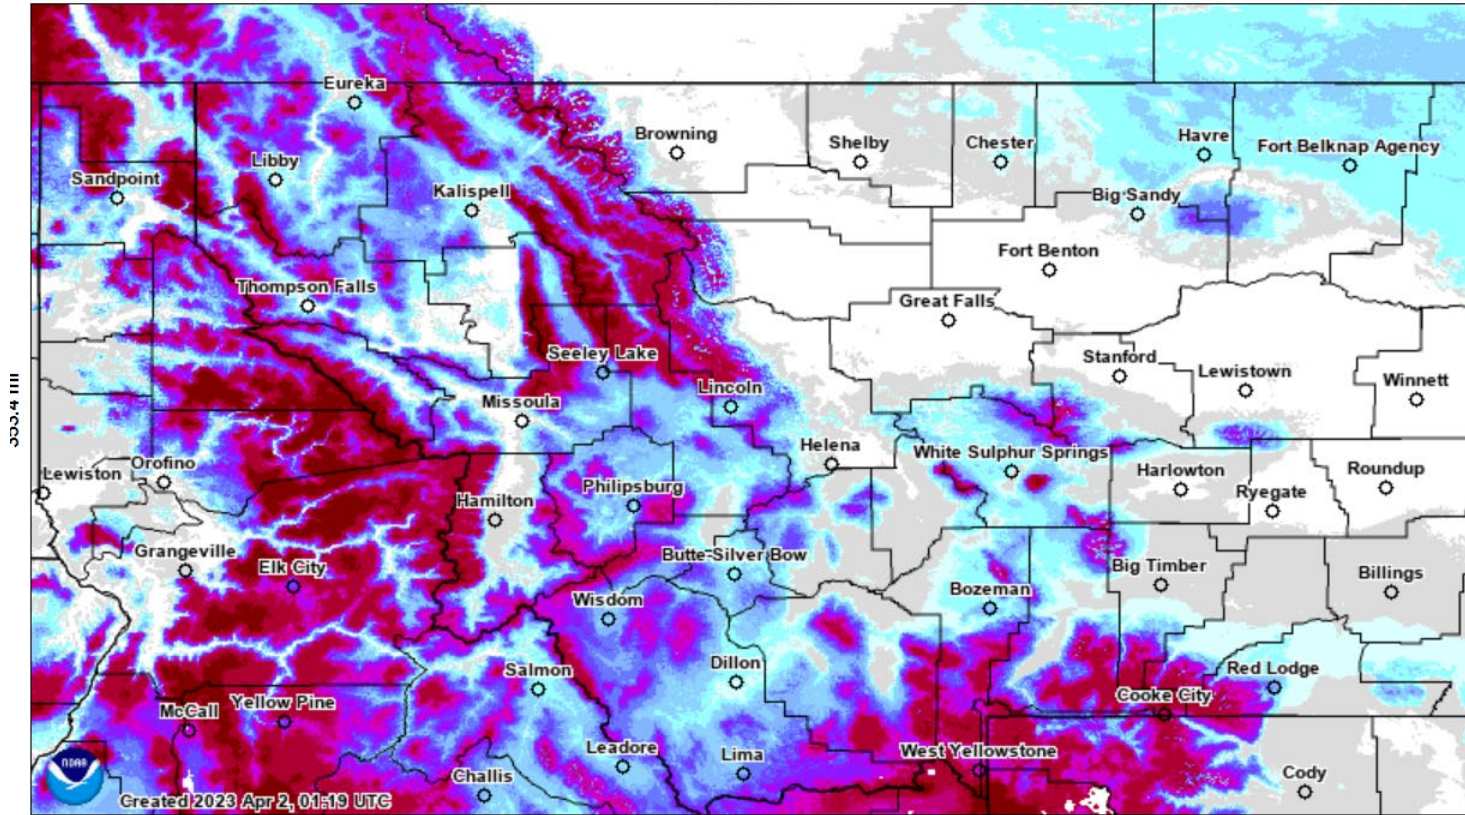 Eureka
Browning
Shelby
Chester
Havre
Fort Belknap Agency
Libby
Sandpoint
Kalispell
Big Sandy
Fort Benton
Thompson Falls
Great Falls
Seeley Lake
Stanford
Lewistown
Winnett
Lincoln
Missoula
Helena
White Sulphur Springs
Harlowton
Roundup
Lewiston
Orofino
Philipsburg
Ryegate
Hamilton
Grangeville
Elk City
Butte-Silver Bow
Big Timber
Billings
Bozeman
Wisdom
Salmon
Dillon
Red Lodge
Cooke City
McCall
Yellow Pine
Leadore
Lima
West Yellowstone
Challis
Cody
NOAA
Created 2023 Apr 2, 01:19 UTC